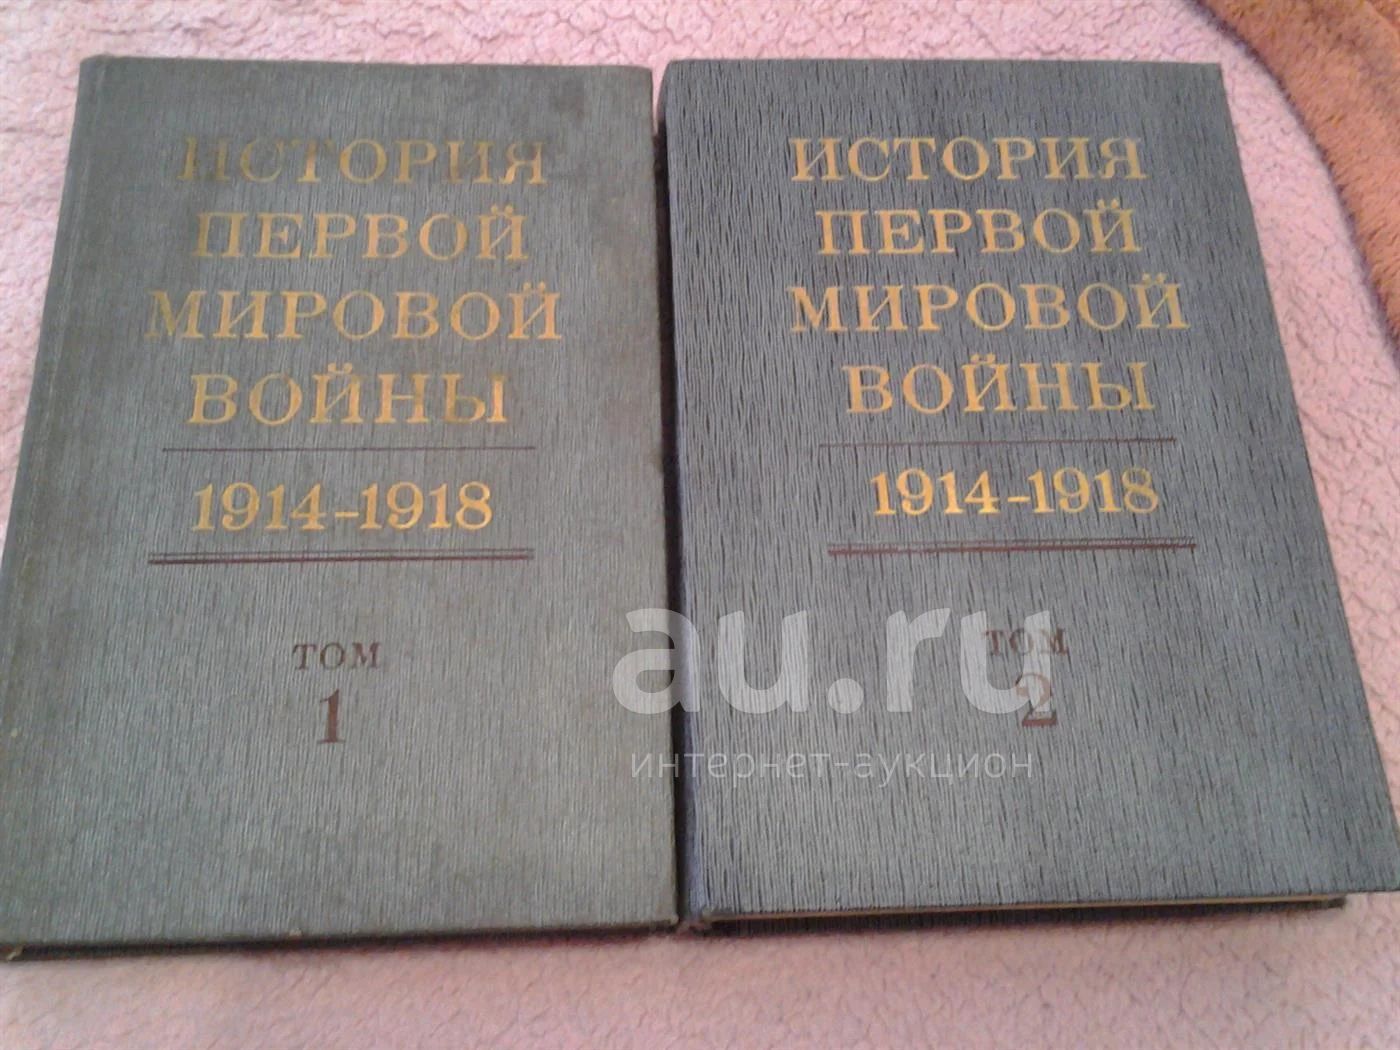 ИСТОРИЯ
ПЕРВОЙ
МИРОВОЙ
ВОЙНЫ
1914-1918
ТОМ
1
ИСТОРИЯ
ПЕРВОЙ
МИРОВОЙ
ВОЙНЫ
1914-1918
ТОМ
2
au.ru
интернет-аукцион